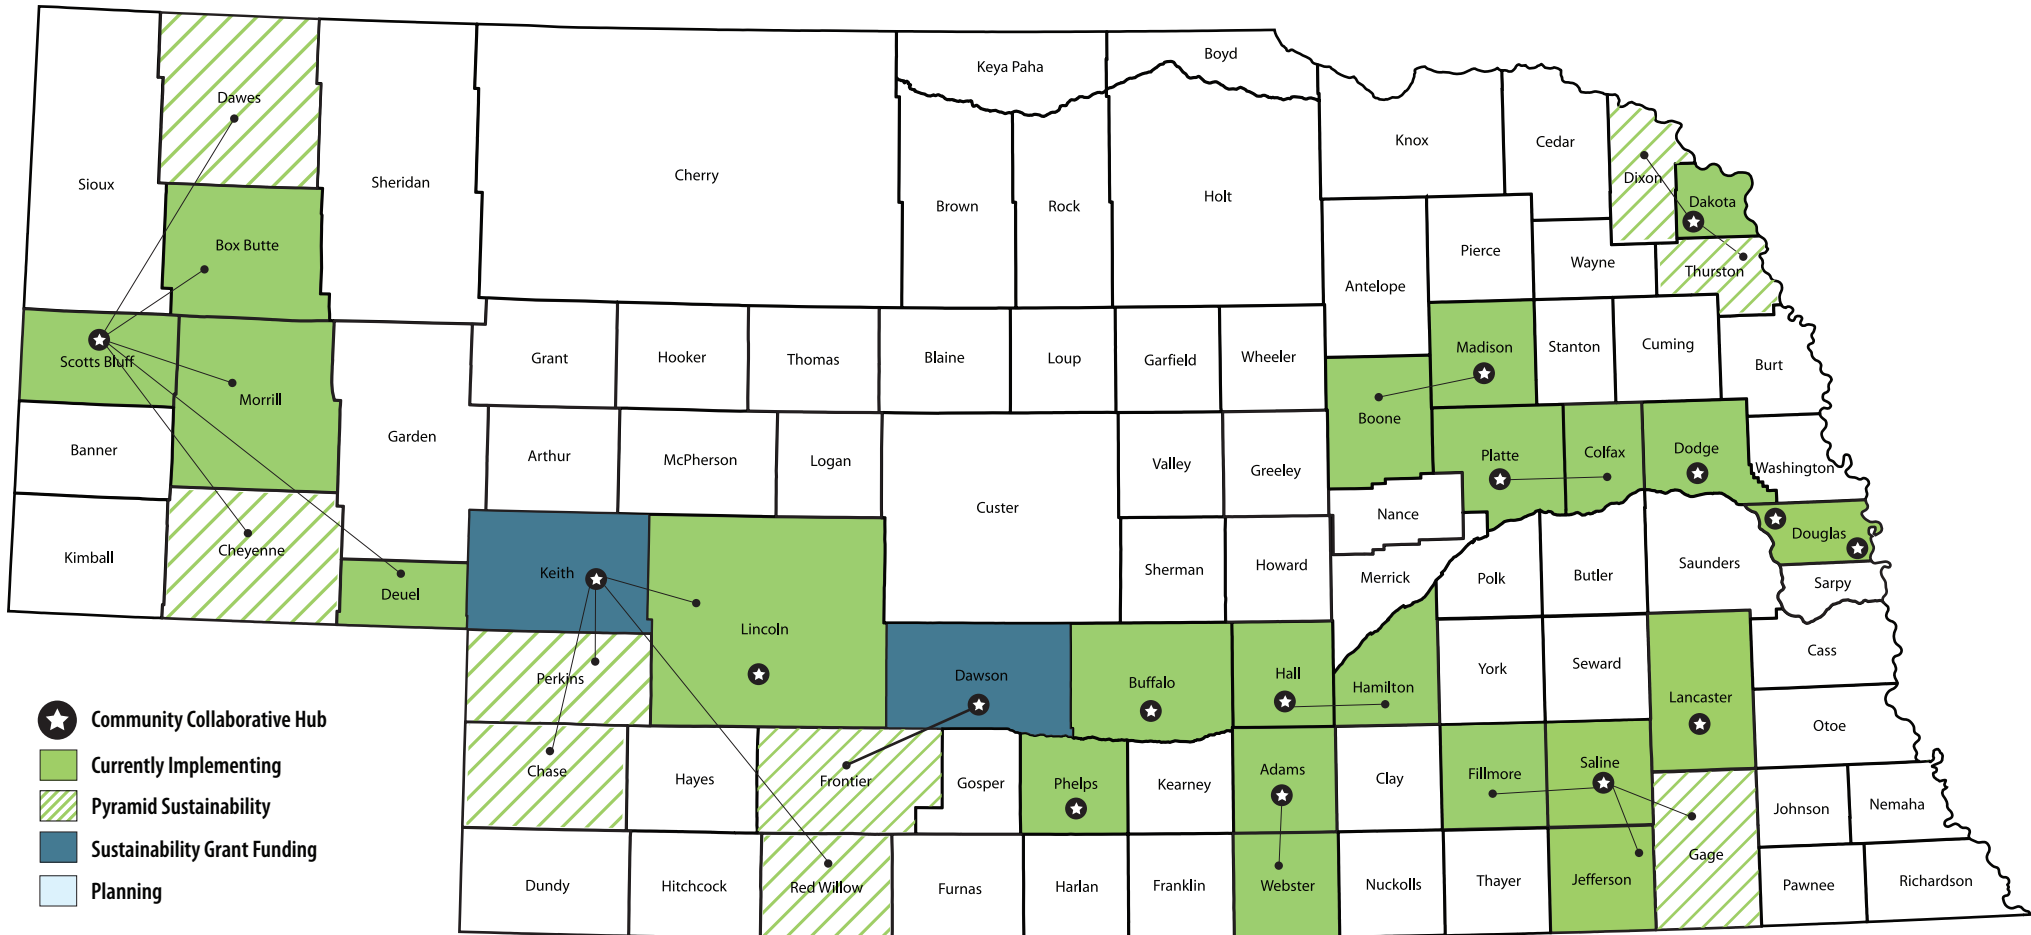 Keya Paha
Boyd
Dawes
Sioux
Sheridan
Cherry
Brown
Rock
Holt
Knox
Cedar
Dixon
Dakota
Box Butte
Pierce
Wayne
Thurston
Antelope
Scotts Bluff
Morrill
Grant
Hooker
Thomas
Blaine
Loup
Garfield
Wheeler
Madison
Stanton
Cuming
Burt
Boone
Banner
Garden
Arthur
McPherson
Logan
Custer
Valley
Greeley
Platte
Colfax
Dodge
Washington
Nance
Kimball
Cheyenne
Deuel
Keith
Lincoln
Sherman
Howard
Merrick
Polk
Butler
Saunders
Douglas
Sarpy
Perkins
Dawson
Buffalo
Hall
Hamilton
York
Seward
Lancaster
Cass
Otoe
Chase
Hayes
Frontier
Gosper
Phelps
Kearney
Adams
Clay
Fillmore
Saline
Johnson
Nemaha
Dundy
Hitchcock
Red Willow
Furnas
Harlan
Franklin
Webster
Nuckolls
Thayer
Jefferson
Gage
Pawnee
Richardson
Community Collaborative Hub
Currently Implementing
Pyramid Sustainability
Sustainability Grant Funding
Planning